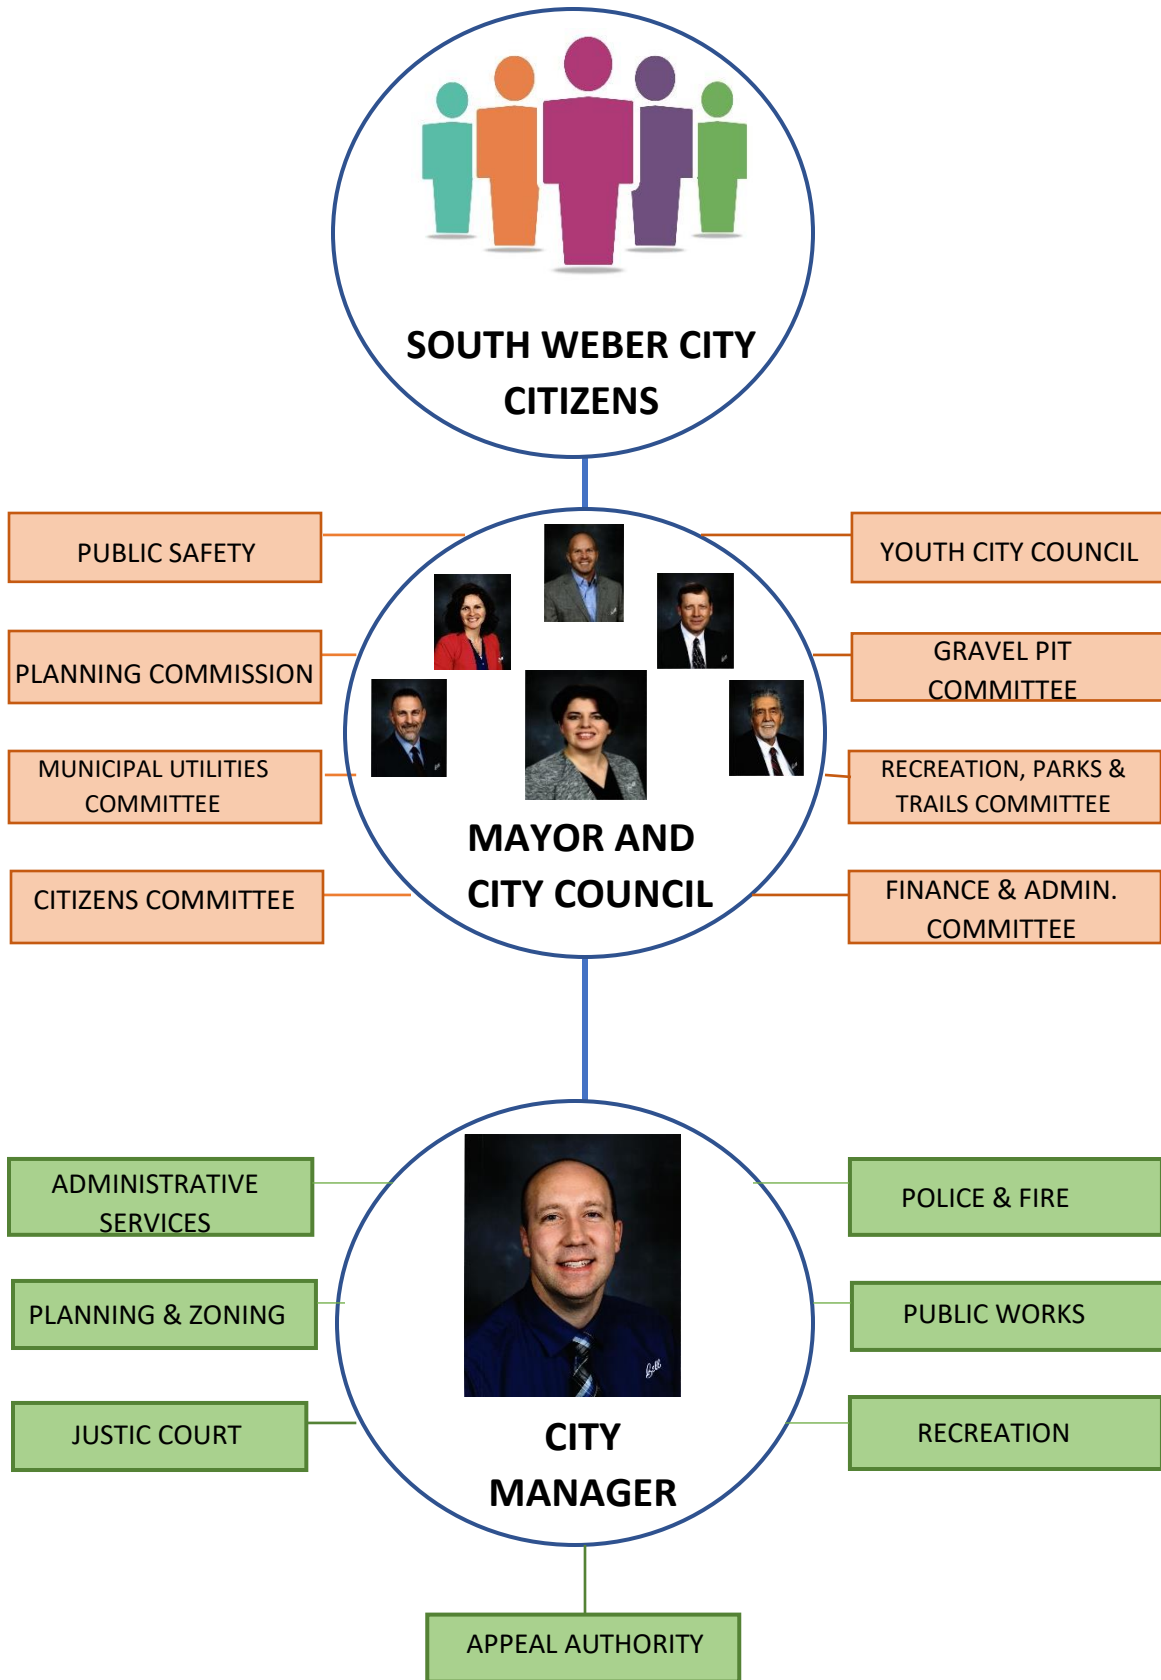 SOUTH WEBER CITY
CITIZENS
PUBLIC SAFETY
YOUTH CITY COUNCIL
PLANNING COMMISSION
GRAVEL PIT
COMMITTEE
MUNICIPAL UTILITIES
COMMITTEE
RECREATION, PARKS &
TRAILS COMMITTEE
MAYOR AND
CITY COUNCIL
CITIZENS COMMITTEE
FINANCE & ADMIN.
COMMITTEE
ADMINISTRATIVE
SERVICES
POLICE & FIRE
PLANNING & ZONING
PUBLIC WORKS
Bell
JUSTIC COURT
RECREATION
CITY
MANAGER
APPEAL AUTHORITY